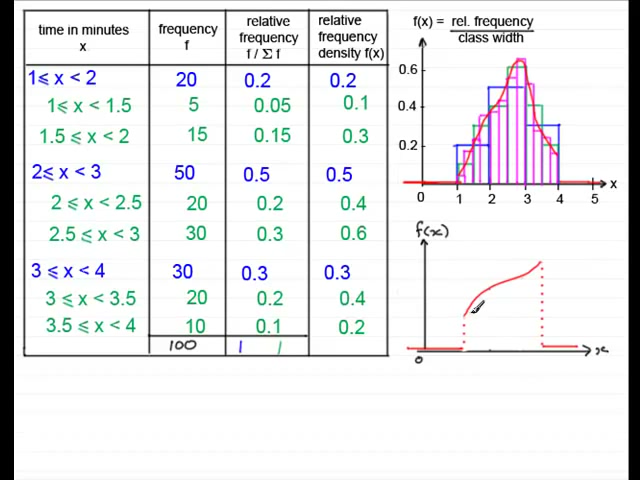 time in minutes
x
frequency
f
relative
frequency
f / Σ f
relative
frequency
density f(x)
1 ⩽ x < 2 20 0.2 0.2
1 ⩽ x < 1.5 5 0.05 0.1
1.5 ⩽ x < 2 15 0.15 0.3
2 ⩽ x < 3 50 0.5 0.5
2 ⩽ x < 2.5 20 0.2 0.4
2.5 ⩽ x < 3 30 0.3 0.6
3 ⩽ x < 4 30 0.3 0.3
3 ⩽ x < 3.5 20 0.2 0.4
3.5 ⩽ x < 4 10 0.1 0.2
100 1 1
f(x) = rel. frequency
class width
0.6
0.4
0.2
0 1 2 3 4 5 x
f(x)
0 x